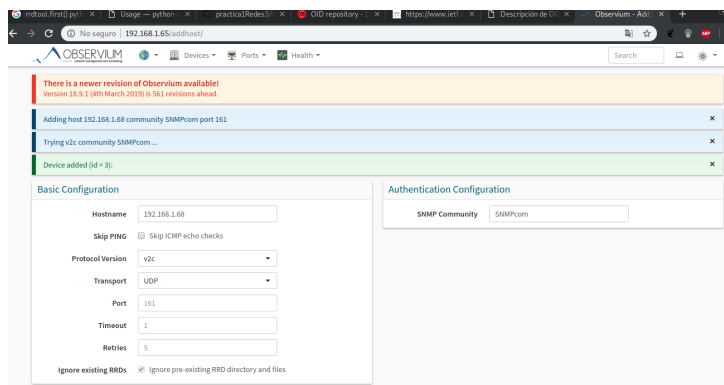 rrdtool.first() pyth
Usage — python-
practica1Redes3/
OID repository -
https://www.ietf.
Descripción de O
Observium - Add
No seguro | 192.168.1.65/addhost/
OBSERVIUM
Devices
Ports
Health
Search
There is a newer revision of Observium available!
Version 18.9.1 (4th March 2019) is 561 revisions ahead.
Adding host 192.168.1.68 community SNMPcom port 161
Trying v2c community SNMPcom ...
Device added (id = 3):
Basic Configuration
Hostname 192.168.1.68
Skip PING Skip ICMP echo checks
Protocol Version v2c
Transport UDP
Port 161
Timeout 1
Retries 5
Ignore existing RRDs Ignore pre-existing RRD directory and files
Authentication Configuration
SNMP Community SNMPcom